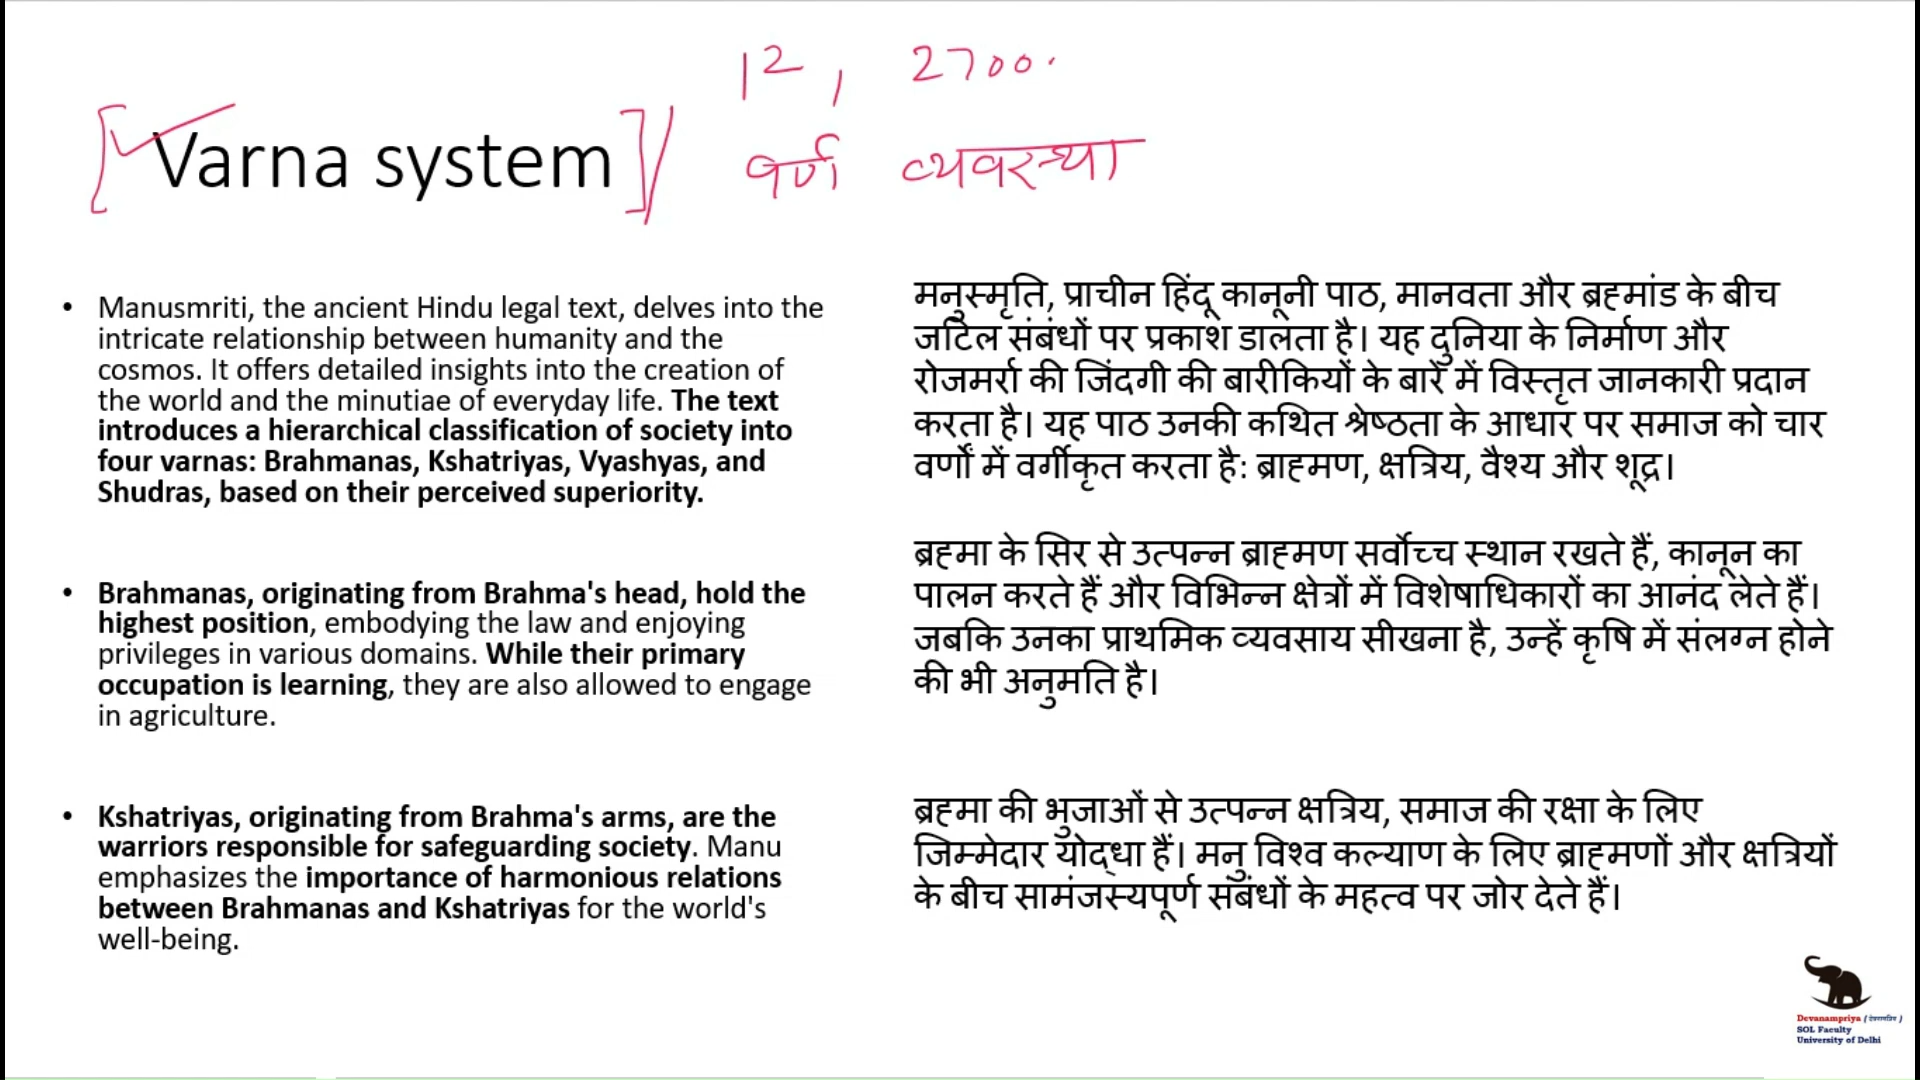 12, 2700.
Varna system
वर्ण व्यवस्था
• Manusmriti, the ancient Hindu legal text, delves into the
intricate relationship between humanity and the
cosmos. It offers detailed insights into the creation of
the world and the minutiae of everyday life. The text
introduces a hierarchical classification of society into
four varnas: Brahmanas, Kshatriyas, Vyashyas, and
Shudras, based on their perceived superiority.
• Brahmanas, originating from Brahma's head, hold the
highest position, embodying the law and enjoying
privileges in various domains. While their primary
occupation is learning, they are also allowed to engage
in agriculture.
• Kshatriyas, originating from Brahma's arms, are the
warriors responsible for safeguarding society. Manu
emphasizes the importance of harmonious relations
between Brahmanas and Kshatriyas for the world's
well-being.
मनुस्मृति, प्राचीन हिंदू कानूनी पाठ, मानवता और ब्रह्मांड के बीच
जटिल संबंधों पर प्रकाश डालता है। यह दुनिया के निर्माण और
रोजमर्रा की जिंदगी की बारीकियों के बारे में विस्तृत जानकारी प्रदान
करता है। यह पाठ उनकी कथित श्रेष्ठता के आधार पर समाज को चार
वर्णों में वर्गीकृत करता है: ब्राह्मण, क्षत्रिय, वैश्य और शूद्र।
ब्रह्मा के सिर से उत्पन्न ब्राह्मण सर्वोच्च स्थान रखते हैं, कानून का
पालन करते हैं और विभिन्न क्षेत्रों में विशेषाधिकारों का आनंद लेते हैं।
जबकि उनका प्राथमिक व्यवसाय सीखना है, उन्हें कृषि में संलग्न होने
की भी अनुमति है।
ब्रह्मा की भुजाओं से उत्पन्न क्षत्रिय, समाज की रक्षा के लिए
जिम्मेदार योद्धा हैं। मनु विश्व कल्याण के लिए ब्राह्मणों और क्षत्रियों
के बीच सामंजस्यपूर्ण संबंधों के महत्व पर जोर देते हैं।
Devanampriya
SOL Faculty
University of Delhi